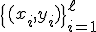 {(x_i, y_i)}_{i=1}^{ℓ}